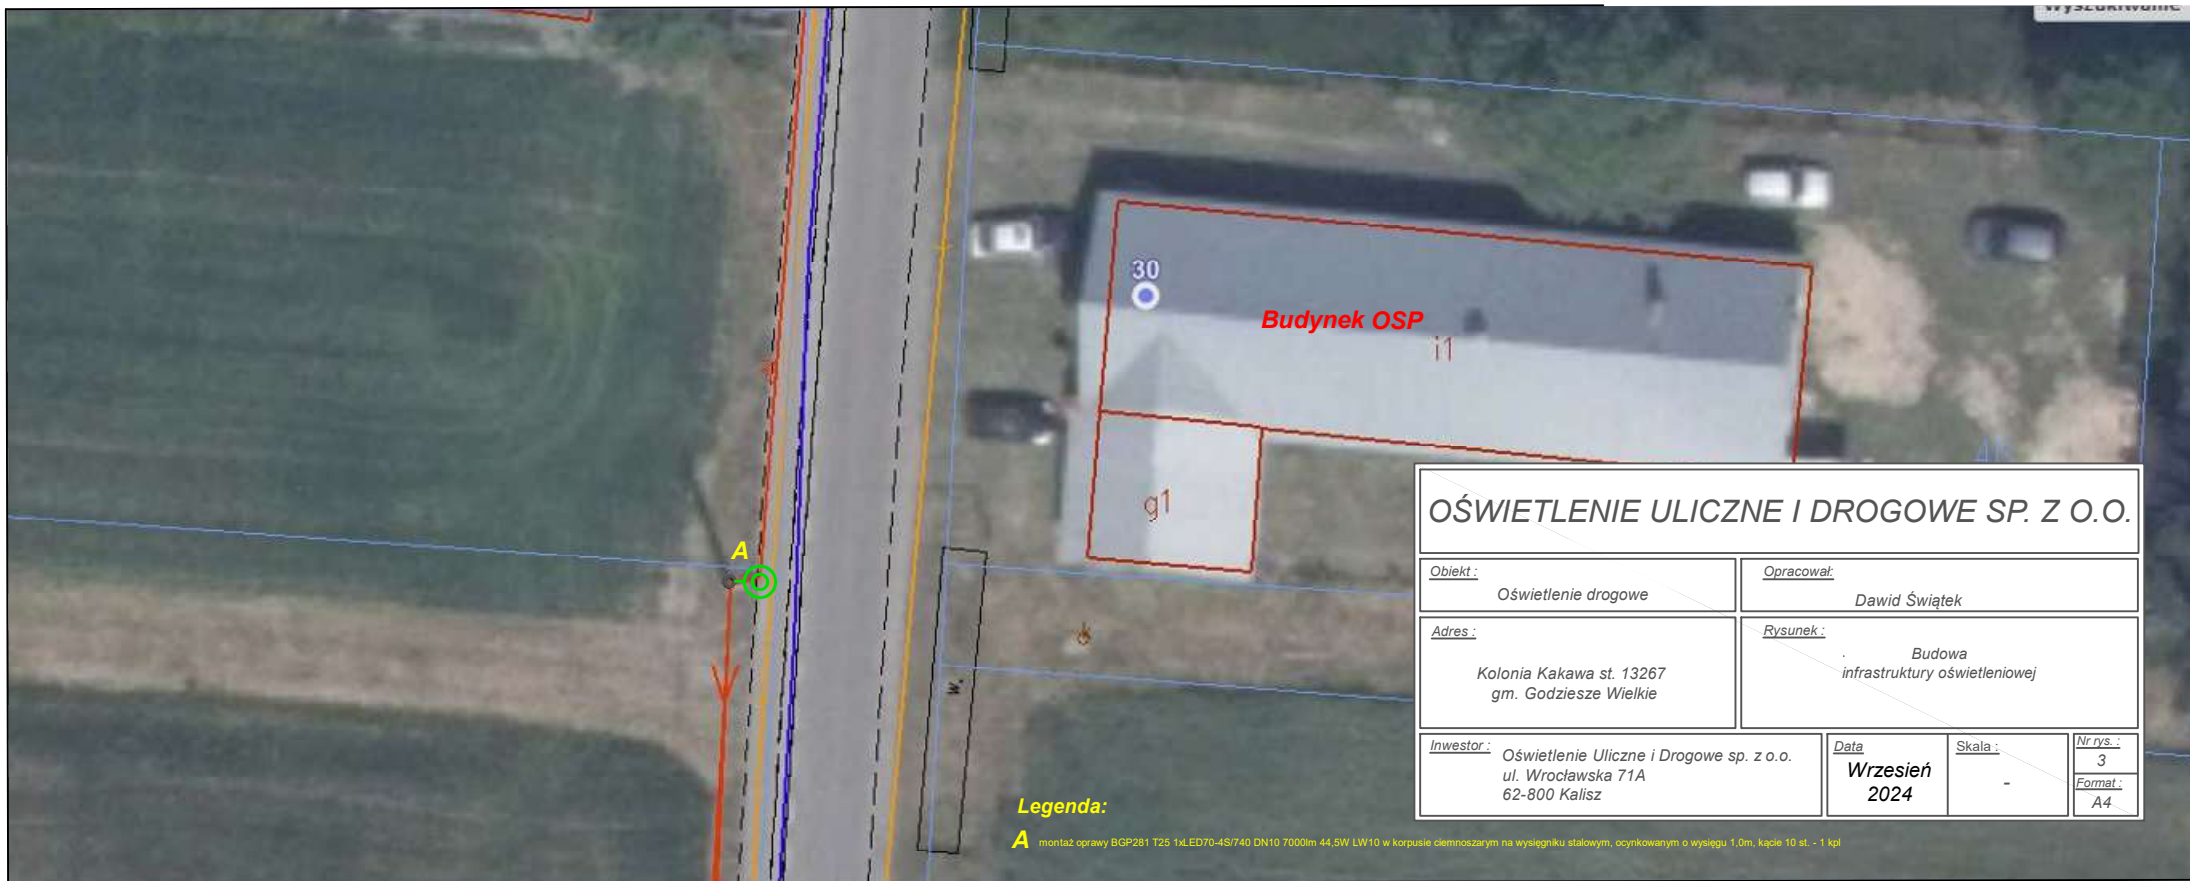 Wyszukiwanie
30
Budynek OSP
i1
g1
A
w.
OŚWIETLENIE ULICZNE I DROGOWE SP. Z O.O.
Obiekt :
Oświetlenie drogowe
Opracował:
Dawid Świątek
Adres :
Kolonia Kakawa st. 13267
gm. Godziesze Wielkie
Rysunek :
Budowa
infrastruktury oświetleniowej
Inwestor :
Oświetlenie Uliczne i Drogowe sp. z o.o.
ul. Wrocławska 71A
62-800 Kalisz
Data
Wrzesień
2024
Skala :
-
Nr rys. :
3
Format :
A4
Legenda:
A montaż oprawy BGP281 T25 1xLED70-4S/740 DN10 7000lm 44,5W LW10 w korpusie ciemnoszarym na wysięgniku stalowym, ocynkowanym o wysięgu 1,0m, kącie 10 st. - 1 kpl